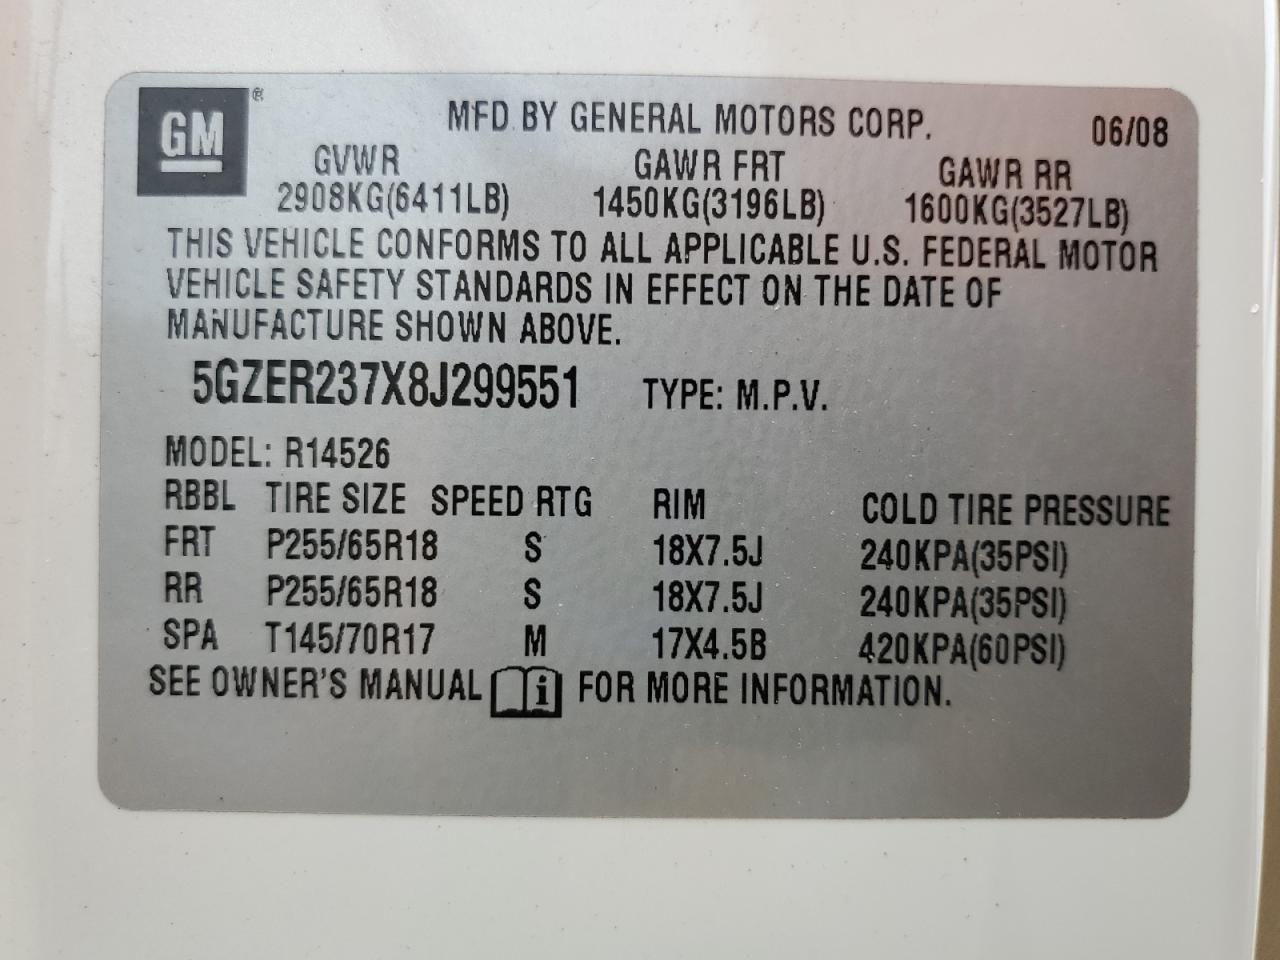 GM®
MFD BY GENERAL MOTORS CORP. 06/08
GVWR GAWR FRT GAWR RR
2908KG(6411LB) 1450KG(3196LB) 1600KG(3527LB)
THIS VEHICLE CONFORMS TO ALL APPLICABLE U.S. FEDERAL MOTOR
VEHICLE SAFETY STANDARDS IN EFFECT ON THE DATE OF
MANUFACTURE SHOWN ABOVE.
5GZER237X8J299551 TYPE: M.P.V.
MODEL: R14526
RBBL TIRE SIZE SPEED RTG RIM COLD TIRE PRESSURE
FRT P255/65R18 S 18X7.5J 240KPA(35PSI)
RR P255/65R18 S 18X7.5J 240KPA(35PSI)
SPA T145/70R17 M 17X4.5B 420KPA(60PSI)
SEE OWNER'S MANUAL i FOR MORE INFORMATION.